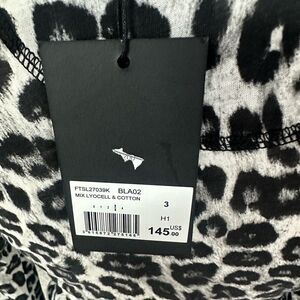 FTSL27039K BLA02
MIX LYOCELL & COTTON
3
H1
145 US$
.00